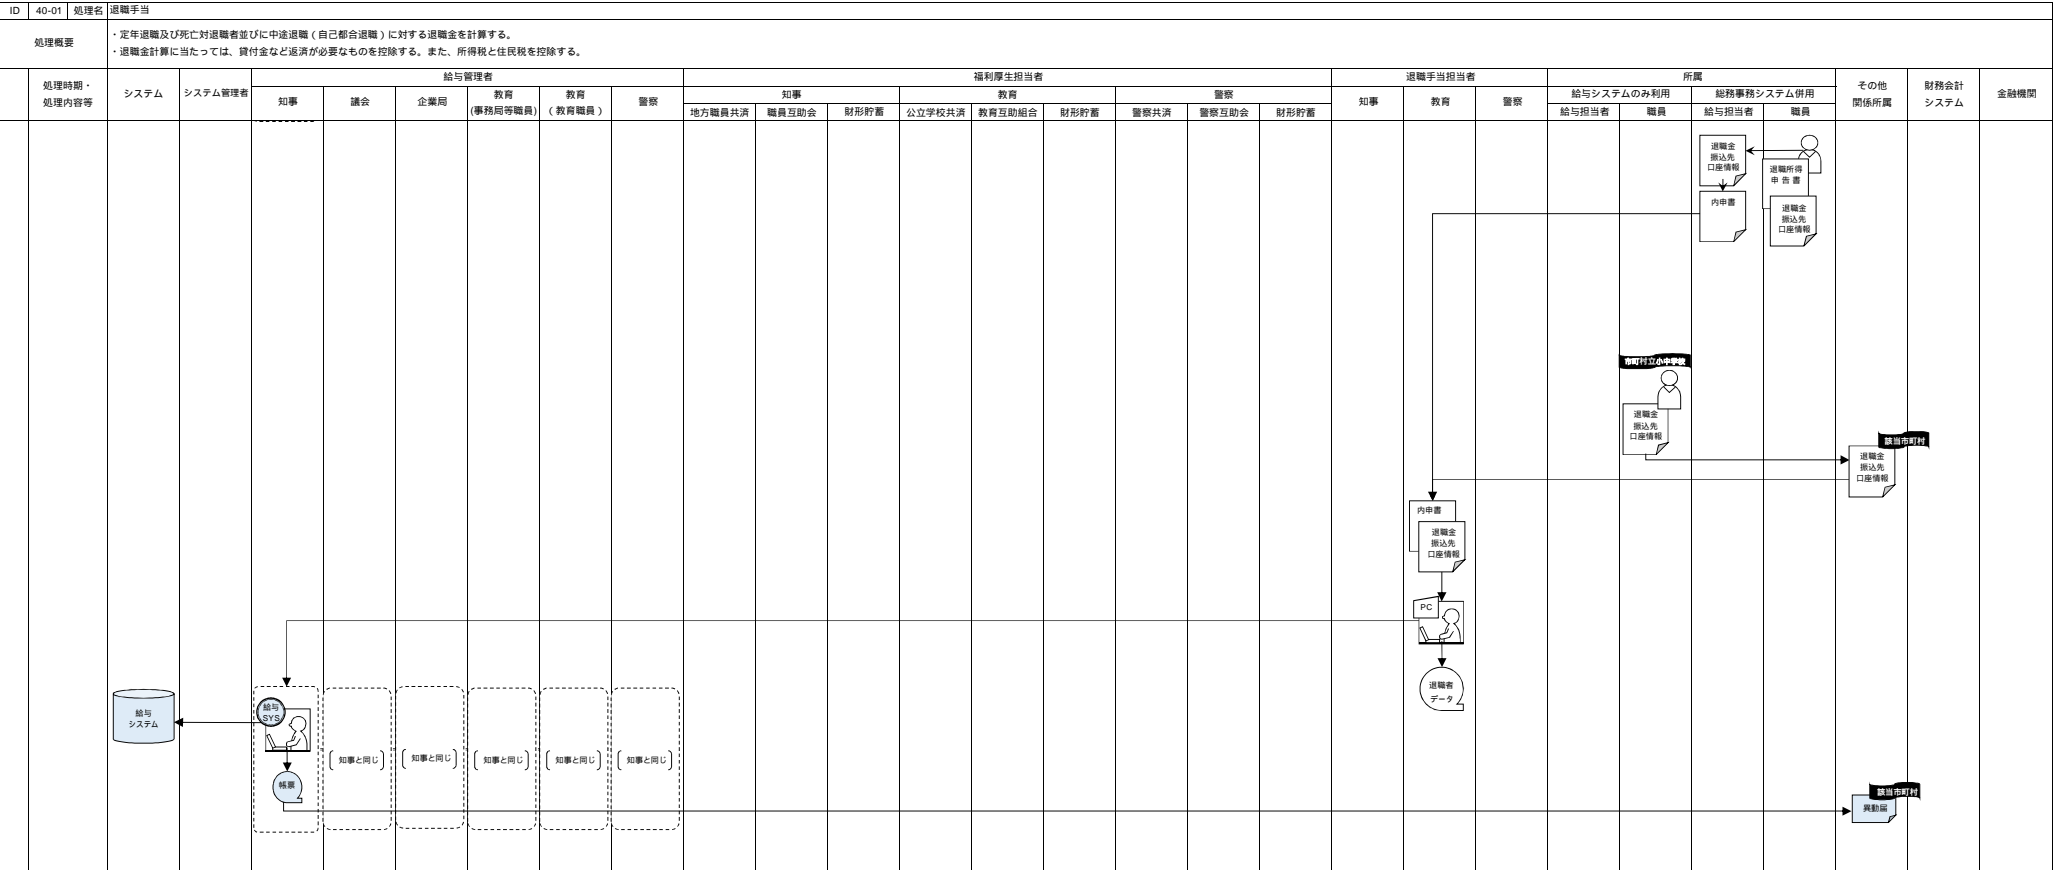 ID 40-01 処理名 退職手当
処理概要
・定年退職及び死亡対退職者並びに中途退職（自己都合退職）に対する退職金を計算する。
・退職金計算に当たっては、貸付金など返済が必要なものを控除する。また、所得税と住民税を控除する。
処理時期・
処理内容等
システム
システム管理者
給与管理者
知事
議会
企業局
教育
(事務局等職員)
教育
（教育職員）
警察
福利厚生担当者
知事
地方職員共済
職員互助会
財形貯蓄
教育
公立学校共済
教育互助組合
財形貯蓄
警察
警察共済
警察互助会
財形貯蓄
退職手当担当者
知事
教育
警察
所属
給与システムのみ利用
給与担当者
職員
総務事務システム併用
給与担当者
職員
その他
関係所属
財務会計
システム
金融機関
退職金
振込先
口座情報
退職所得
申 告 書
内申書
退職金
振込先
口座情報
市町村立小中学校
退職金
振込先
口座情報
該当市町村
退職金
振込先
口座情報
内申書
退職金
振込先
口座情報
PC
退職者
データ
給与
システム
給与
SYS
帳票
知事と同じ
知事と同じ
知事と同じ
知事と同じ
知事と同じ
該当市町村
異動届